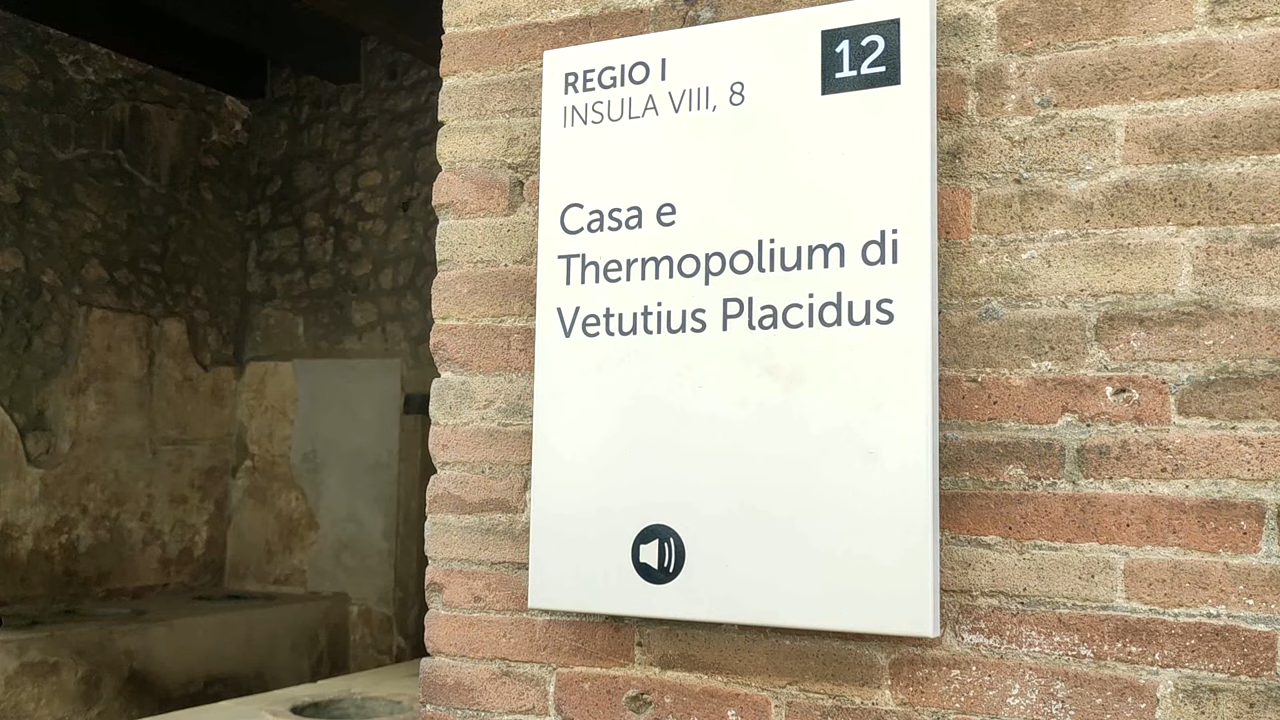 REGIO I
INSULA VIII, 8
12
Casa e
Thermopolium di
Vetutius Placidus